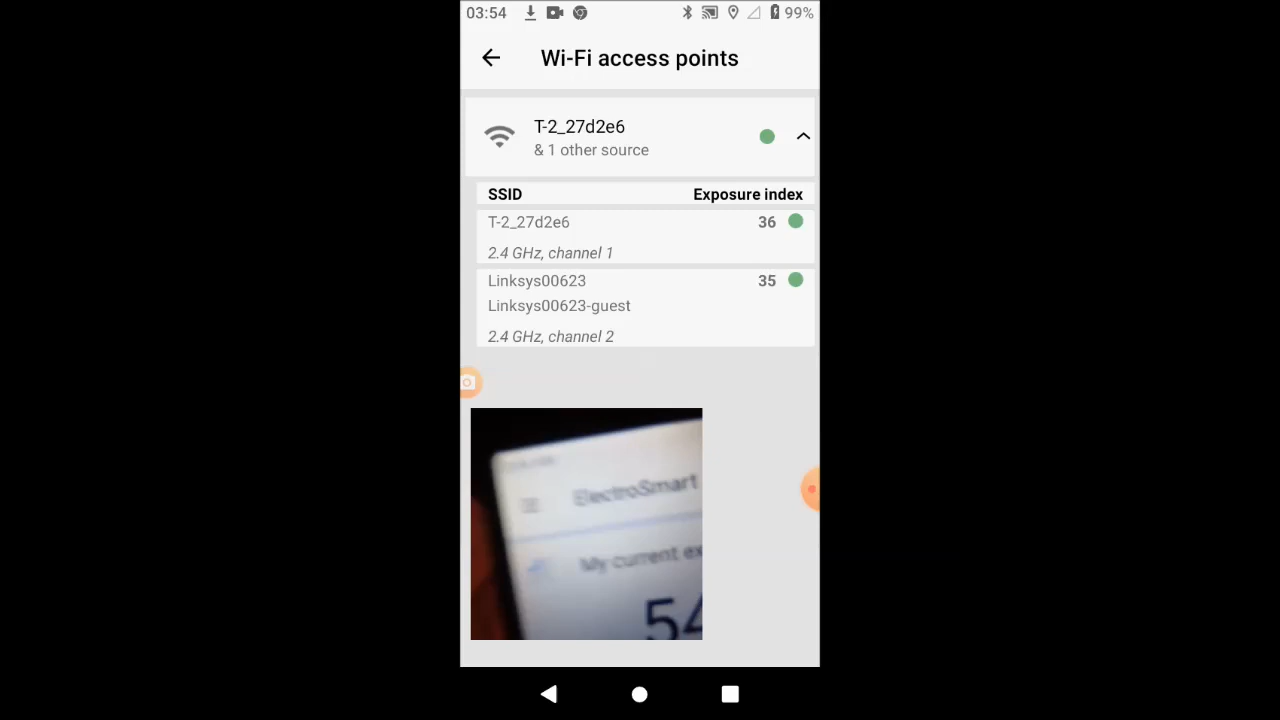 03:54 99%
Wi-Fi access points
T-2_27d2e6
& 1 other source
SSID Exposure index
T-2_27d2e6 36
2.4 GHz, channel 1
Linksys00623 35
Linksys00623-guest
2.4 GHz, channel 2
ElectroSmart
My current ex
54